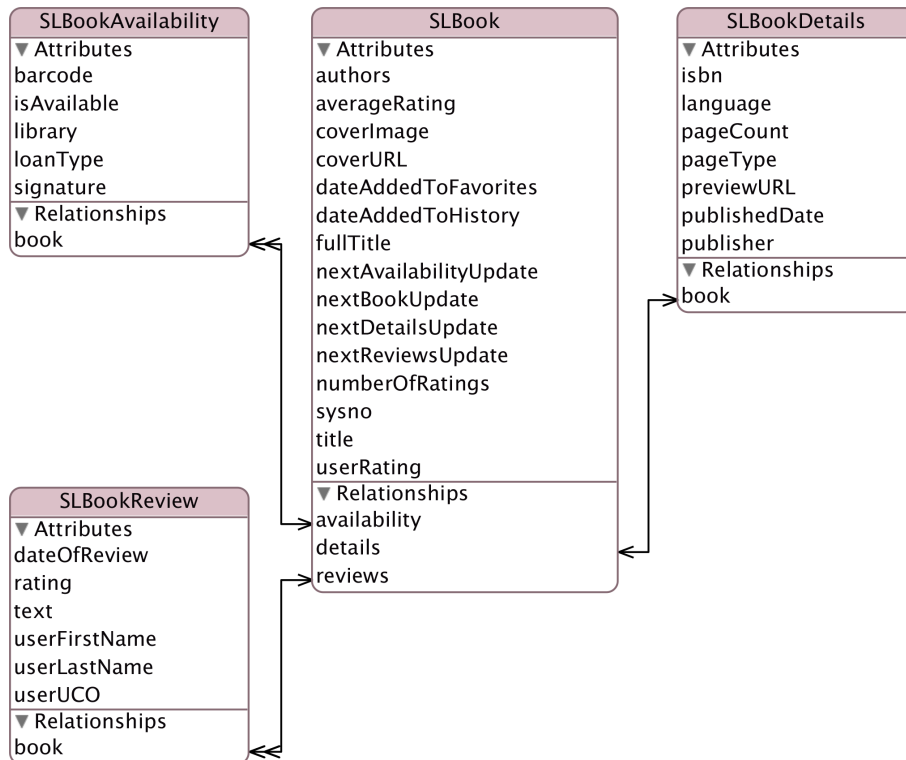 SLBookAvailability
Attributes
barcode
isAvailable
library
loanType
signature
Relationships
book
SLBook
Attributes
authors
averageRating
coverImage
coverURL
dateAddedToFavorites
dateAddedToHistory
fullTitle
nextAvailabilityUpdate
nextBookUpdate
nextDetailsUpdate
nextReviewsUpdate
numberOfRatings
sysno
title
userRating
Relationships
availability
details
reviews
SLBookDetails
Attributes
isbn
language
pageCount
pageType
previewURL
publishedDate
publisher
Relationships
book
SLBookReview
Attributes
dateOfReview
rating
text
userFirstName
userLastName
userUCO
Relationships
book